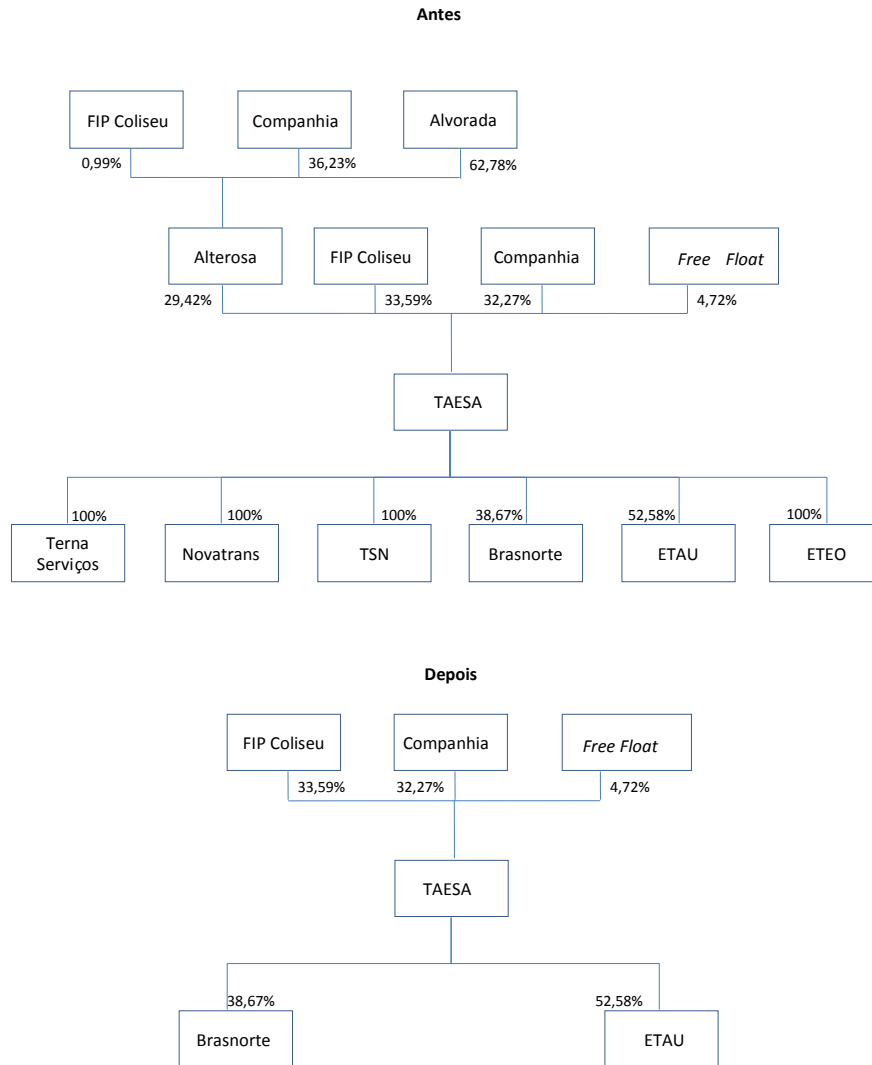 Antes
FIP Coliseu
Companhia
Alvorada
0,99%
36,23%
62,78%
Alterosa
FIP Coliseu
Companhia
Free Float
29,42%
33,59%
32,27%
4,72%
TAESA
100%
100%
100%
38,67%
52,58%
100%
Terna
Serviços
Novatrans
TSN
Brasnorte
ETAU
ETEO
Depois
FIP Coliseu
Companhia
Free Float
33,59%
32,27%
4,72%
TAESA
38,67%
52,58%
Brasnorte
ETAU